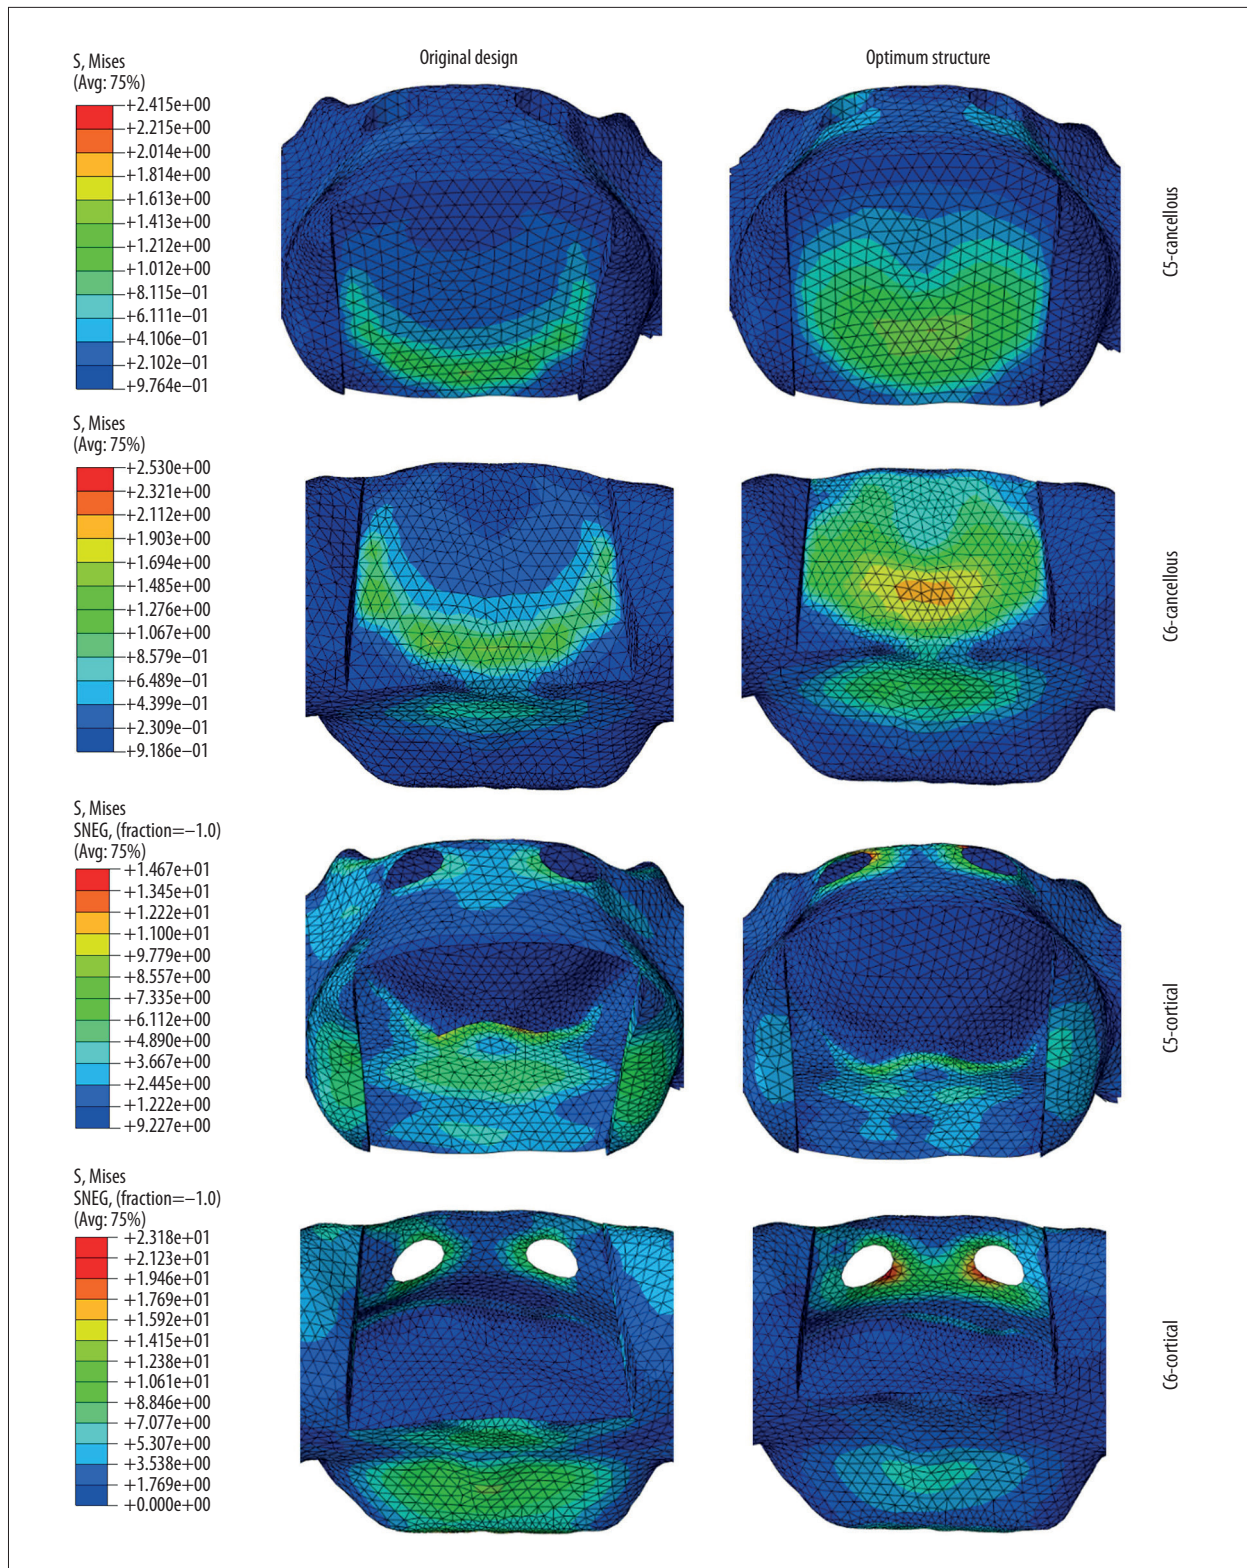 Original design
Optimum structure
S, Mises
(Avg: 75%)
+2.415e+00
+2.215e+00
+2.014e+00
+1.814e+00
+1.613e+00
+1.413e+00
+1.212e+00
+1.012e+00
+8.115e−01
+6.111e−01
+4.106e−01
+2.102e−01
+9.764e−01
C5-cancellous
S, Mises
(Avg: 75%)
+2.530e+00
+2.321e+00
+2.112e+00
+1.903e+00
+1.694e+00
+1.485e+00
+1.276e+00
+1.067e+00
+8.579e−01
+6.489e−01
+4.399e−01
+2.309e−01
+9.186e−01
C6-cancellous
S, Mises
SNEG, (fraction=−1.0)
(Avg: 75%)
+1.467e+01
+1.345e+01
+1.222e+01
+1.100e+01
+9.779e+00
+8.557e+00
+7.335e+00
+6.112e+00
+4.890e+00
+3.667e+00
+2.445e+00
+1.222e+00
+9.227e+00
C5-cortical
S, Mises
SNEG, (fraction=−1.0)
(Avg: 75%)
+2.318e+01
+2.123e+01
+1.946e+01
+1.769e+01
+1.592e+01
+1.415e+01
+1.238e+01
+1.061e+01
+8.846e+00
+7.077e+00
+5.307e+00
+3.538e+00
+1.769e+00
+0.000e+00
C6-cortical